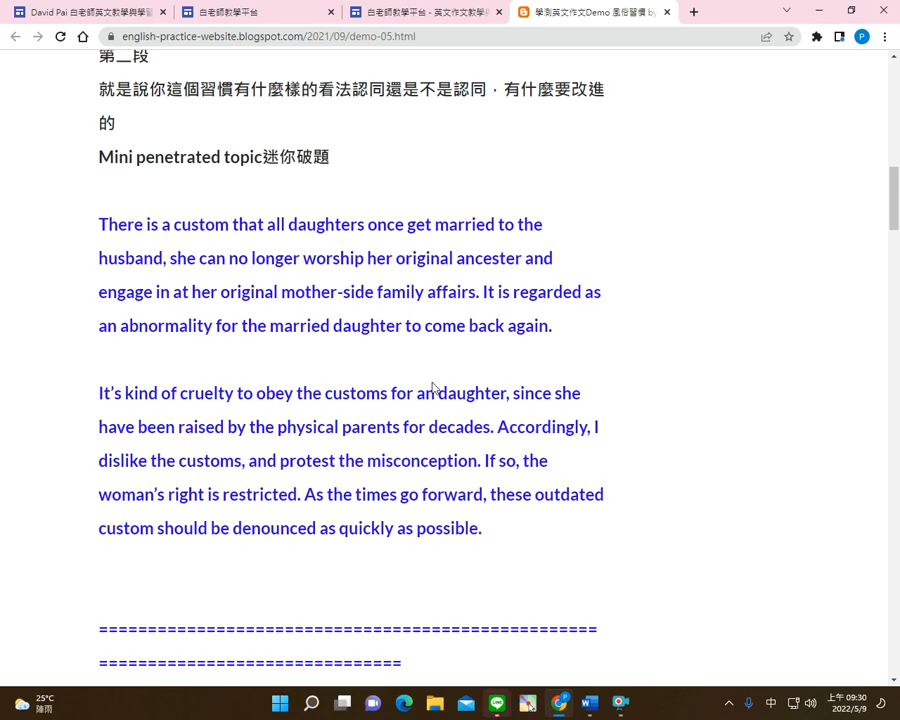 David Pai 白老師英文教學與學習
白老師教學平台
白老師教學平台 - 英文作文教學
學測英文作文Demo 風俗習慣 by
english-practice-website.blogspot.com/2021/09/demo-05.html
就是說你這個習慣有什麼樣的看法認同還是不是認同，有什麼要改進
的
Mini penetrated topic迷你破題
There is a custom that all daughters once get married to the
husband, she can no longer worship her original ancester and
engage in at her original mother-side family affairs. It is regarded as
an abnormality for the married daughter to come back again.
It's kind of cruelty to obey the customs for an daughter, since she
have been raised by the physical parents for decades. Accordingly, I
dislike the customs, and protest the misconception. If so, the
woman's right is restricted. As the times go forward, these outdated
custom should be denounced as quickly as possible.
===================================================
===============================
25°C
陣雨
中
上午 09:30
2022/5/9